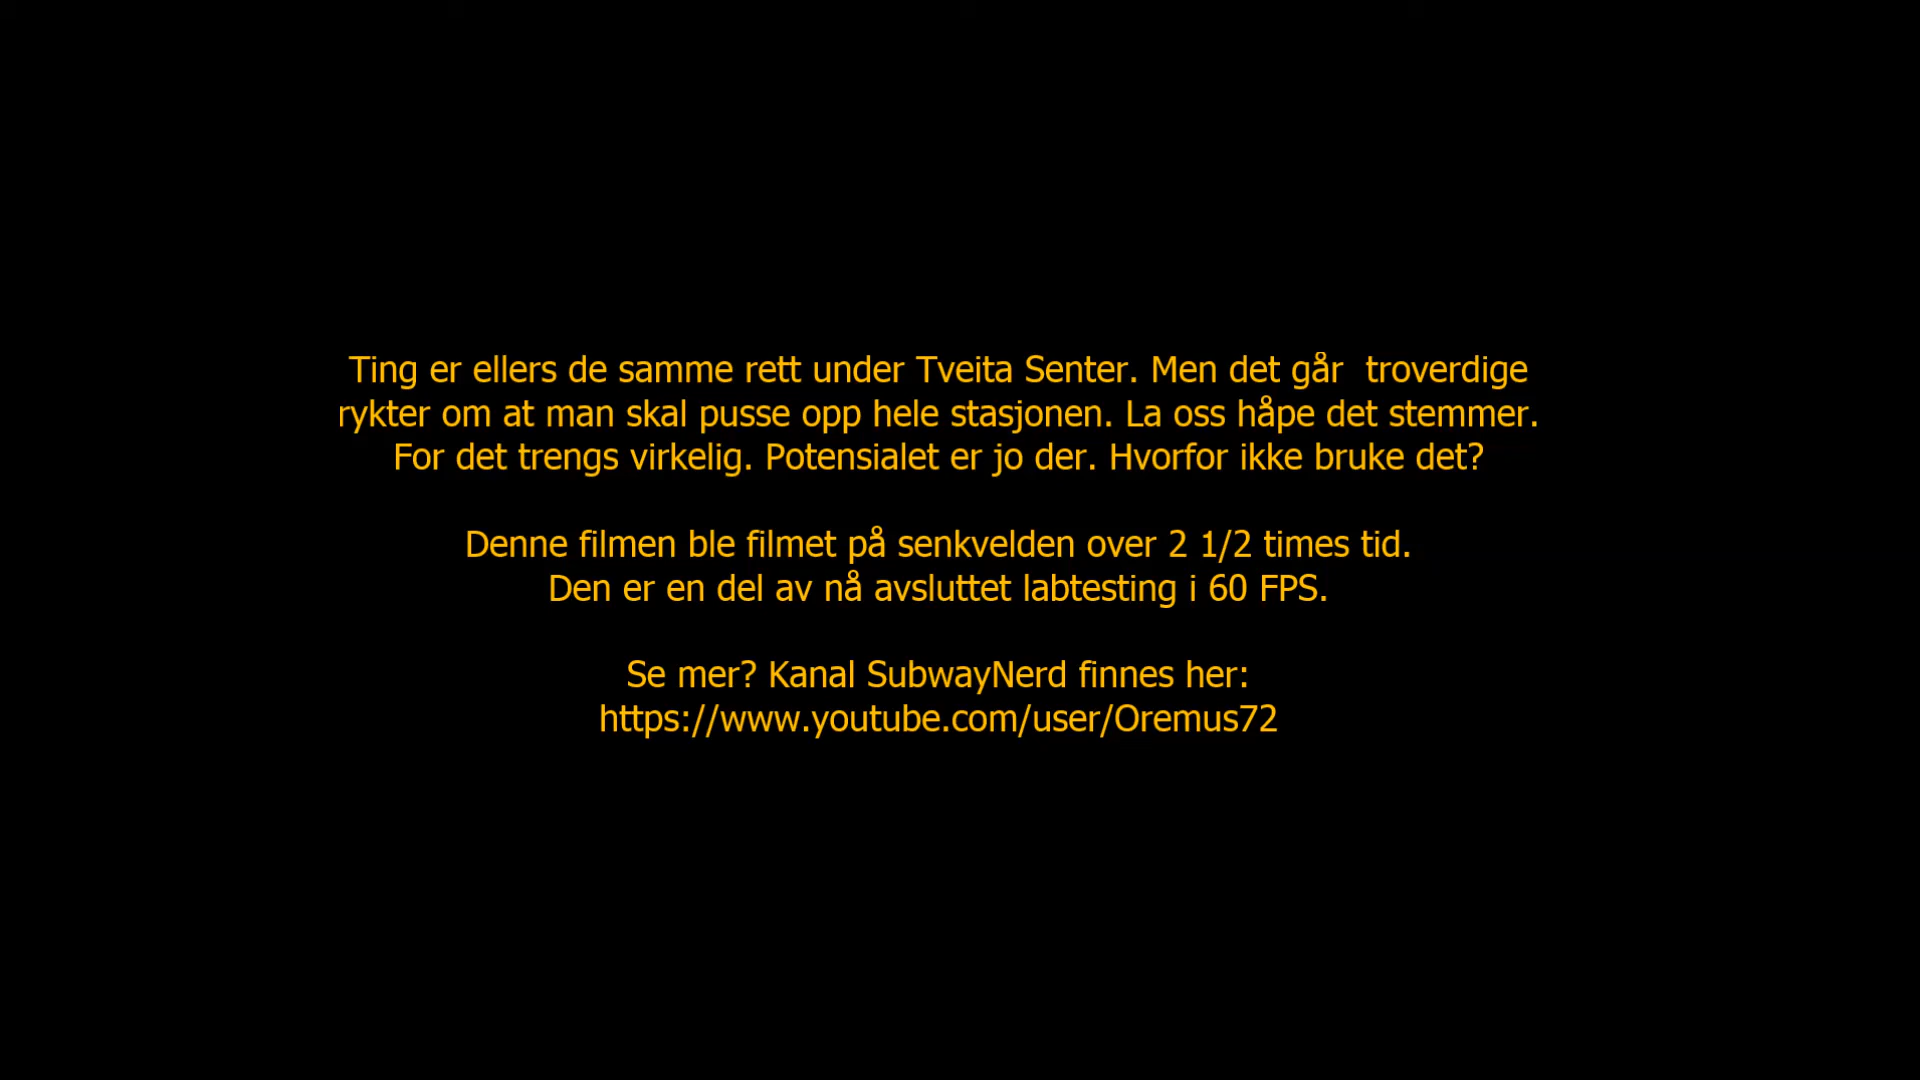 Ting er ellers de samme rett under Tveita Senter. Men det går  troverdige
rykter om at man skal pusse opp hele stasjonen. La oss håpe det stemmer.
For det trengs virkelig. Potensialet er jo der. Hvorfor ikke bruke det?
Denne filmen ble filmet på senkvelden over 2 1/2 times tid.
Den er en del av nå avsluttet labtesting i 60 FPS.
Se mer? Kanal SubwayNerd finnes her:
https://www.youtube.com/user/Oremus72